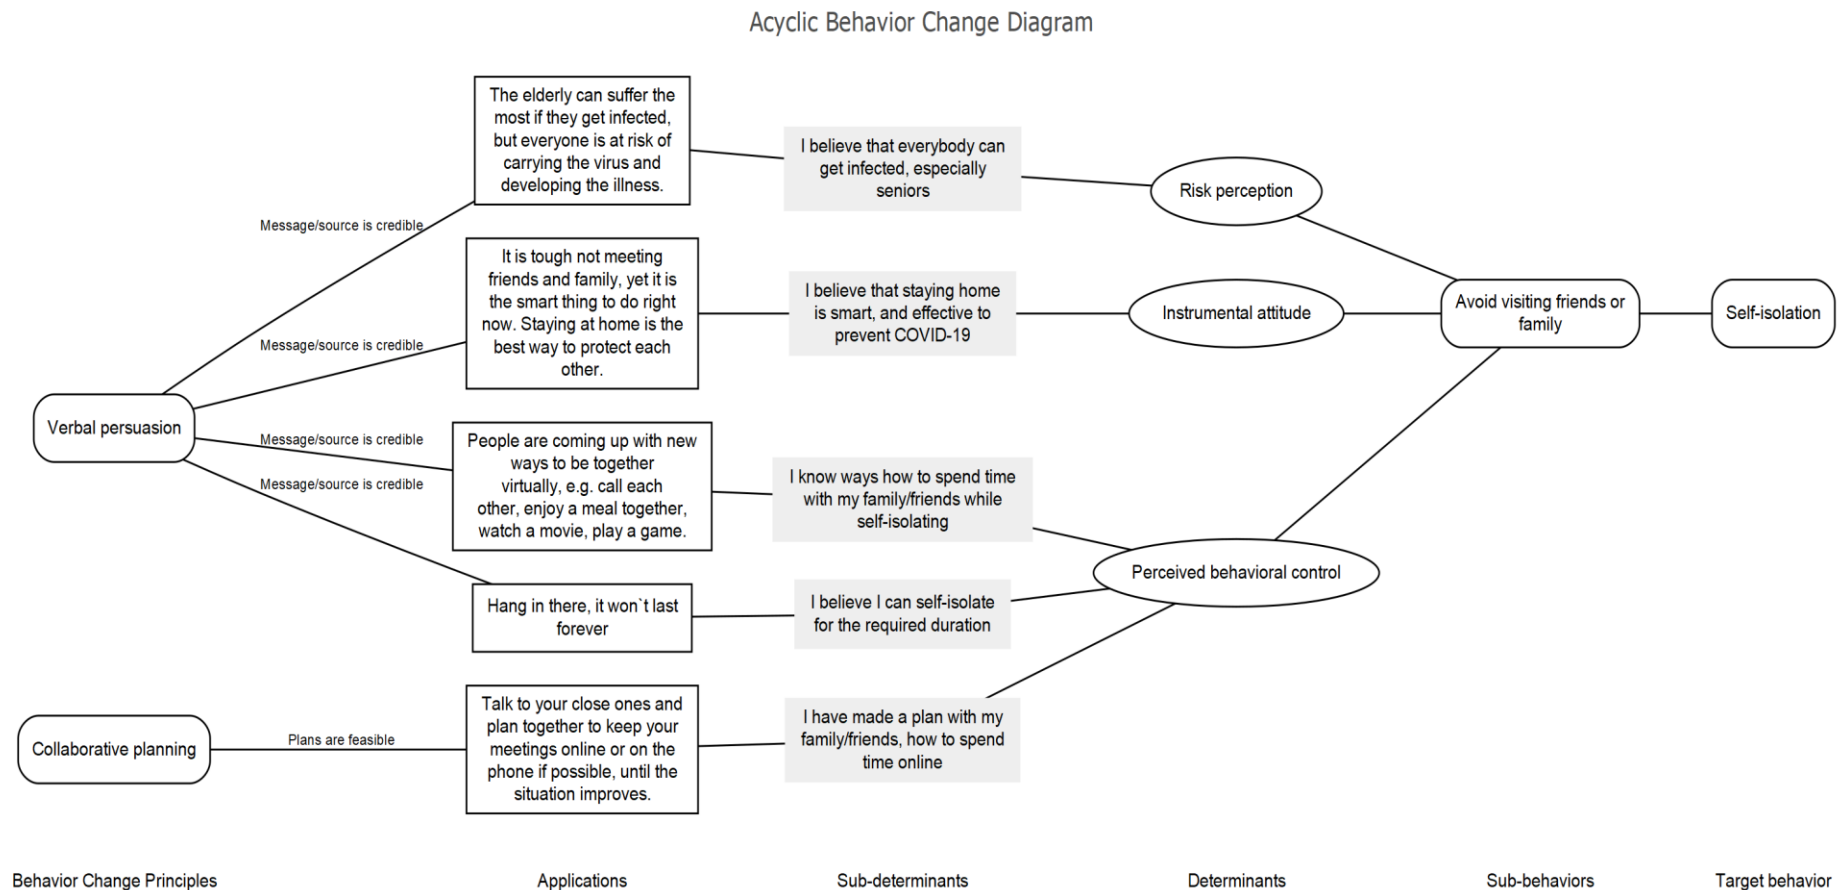 Acyclic Behavior Change Diagram
The elderly can suffer the
most if they get infected,
but everyone is at risk of
carrying the virus and
developing the illness.
I believe that everybody can
get infected, especially
seniors
Risk perception
Message/source is credible
It is tough not meeting
friends and family, yet it is
the smart thing to do right
now. Staying at home is the
best way to protect each
other.
I believe that staying home
is smart, and effective to
prevent COVID-19
Instrumental attitude
Avoid visiting friends or
family
Self-isolation
Message/source is credible
Verbal persuasion
Message/source is credible
Message/source is credible
People are coming up with new
ways to be together
virtually, e.g. call each
other, enjoy a meal together,
watch a movie, play a game.
I know ways how to spend time
with my family/friends while
self-isolating
Perceived behavioral control
Hang in there, it won`t last
forever
I believe I can self-isolate
for the required duration
Collaborative planning
Plans are feasible
Talk to your close ones and
plan together to keep your
meetings online or on the
phone if possible, until the
situation improves.
I have made a plan with my
family/friends, how to spend
time online
Behavior Change Principles
Applications
Sub-determinants
Determinants
Sub-behaviors
Target behavior